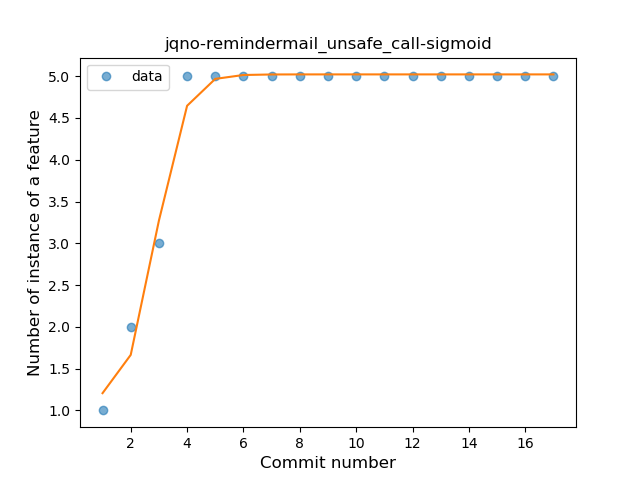 jqno-remindermail_unsafe_call-sigmoid
data
Number of instance of a feature
5.0
4.5
4.0
3.5
3.0
2.5
2.0
1.5
1.0
2 4 6 8 10 12 14 16
Commit number